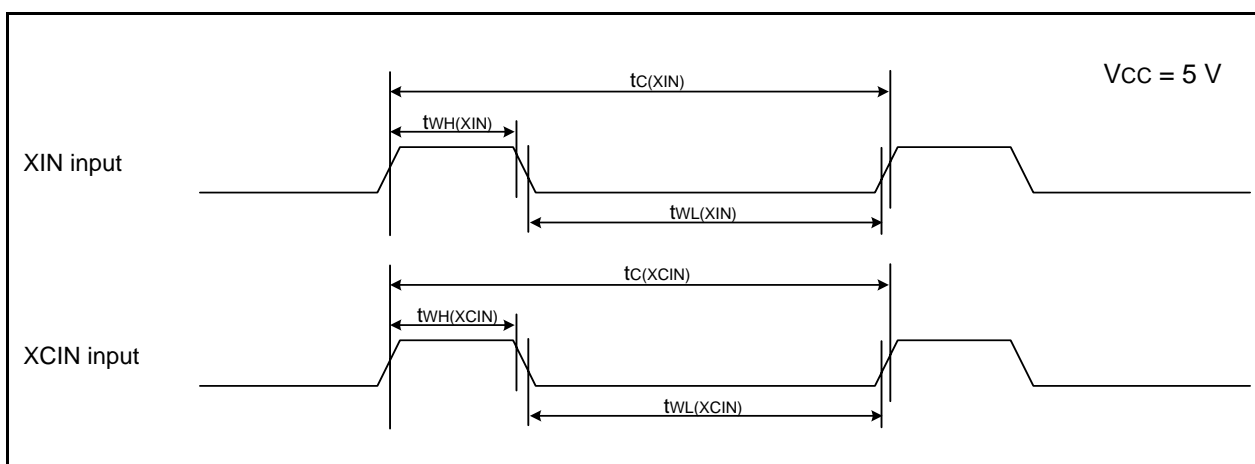 VCC = 5 V
tC(XIN)
tWH(XIN)
XIN input
tWL(XIN)
tC(XCIN)
tWH(XCIN)
XCIN input
tWL(XCIN)